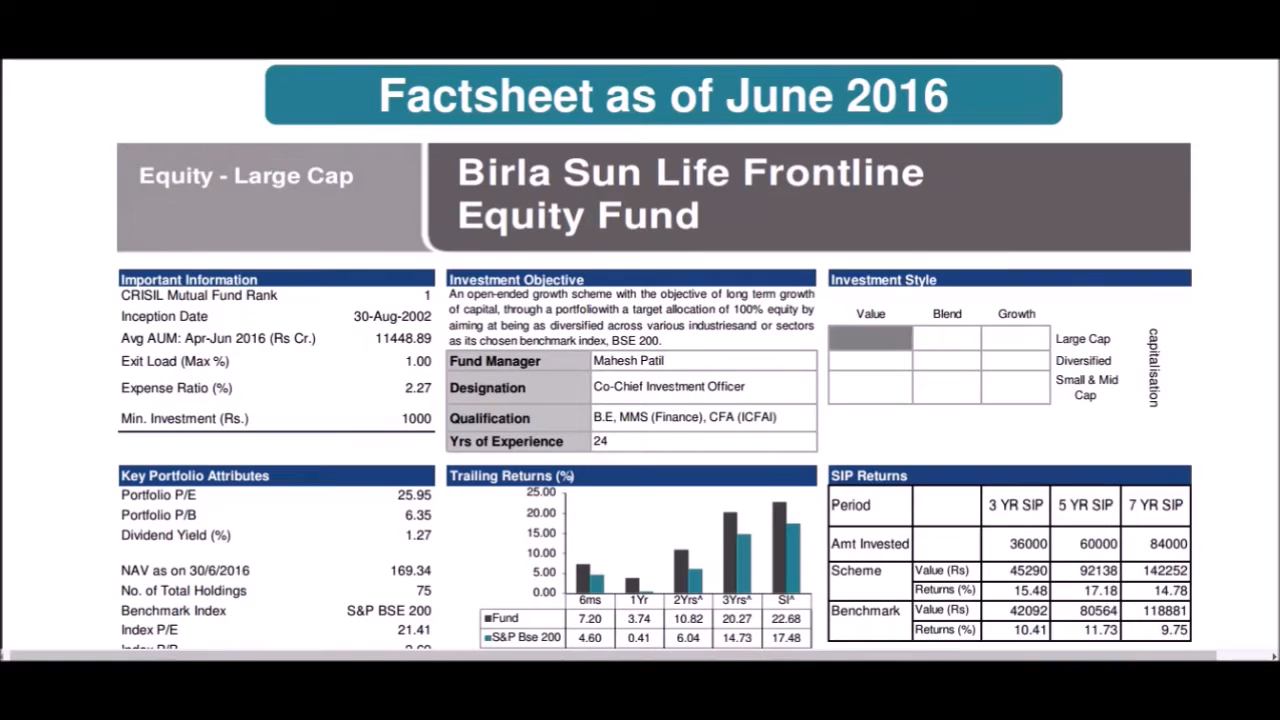 Factsheet as of June 2016
Equity - Large Cap
Birla Sun Life Frontline
Equity Fund
Important Information
CRISIL Mutual Fund Rank 1
Inception Date 30-Aug-2002
Avg AUM: Apr-Jun 2016 (Rs Cr.) 11448.89
Exit Load (Max %) 1.00
Expense Ratio (%) 2.27
Min. Investment (Rs.) 1000
Investment Objective
An open-ended growth scheme with the objective of long term growth
of capital, through a portfoliowith a target allocation of 100% equity by
aiming at being as diversified across various industriesand or sectors
as its chosen benchmark index, BSE 200.
Fund Manager Mahesh Patil
Designation Co-Chief Investment Officer
Qualification B.E, MMS (Finance), CFA (ICFAI)
Yrs of Experience 24
Investment Style
Value Blend Growth
Large Cap
Diversified
Small & Mid
Cap
capitalisation
Key Portfolio Attributes
Portfolio P/E 25.95
Portfolio P/B 6.35
Dividend Yield (%) 1.27
NAV as on 30/6/2016 169.34
No. of Total Holdings 75
Benchmark Index S&P BSE 200
Index P/E 21.41
Trailing Returns (%)
25.00
20.00
15.00
10.00
5.00
0.00
6ms 1Yr 2Yrs^ 3Yrs^ SI^
Fund 7.20 3.74 10.82 20.27 22.68
S&P Bse 200 4.60 0.41 6.04 14.73 17.48
SIP Returns
Period 3 YR SIP 5 YR SIP 7 YR SIP
Amt Invested 36000 60000 84000
Scheme Value (Rs) 45290 92138 142252
Returns (%) 15.48 17.18 14.78
Benchmark Value (Rs) 42092 80564 118881
Returns (%) 10.41 11.73 9.75